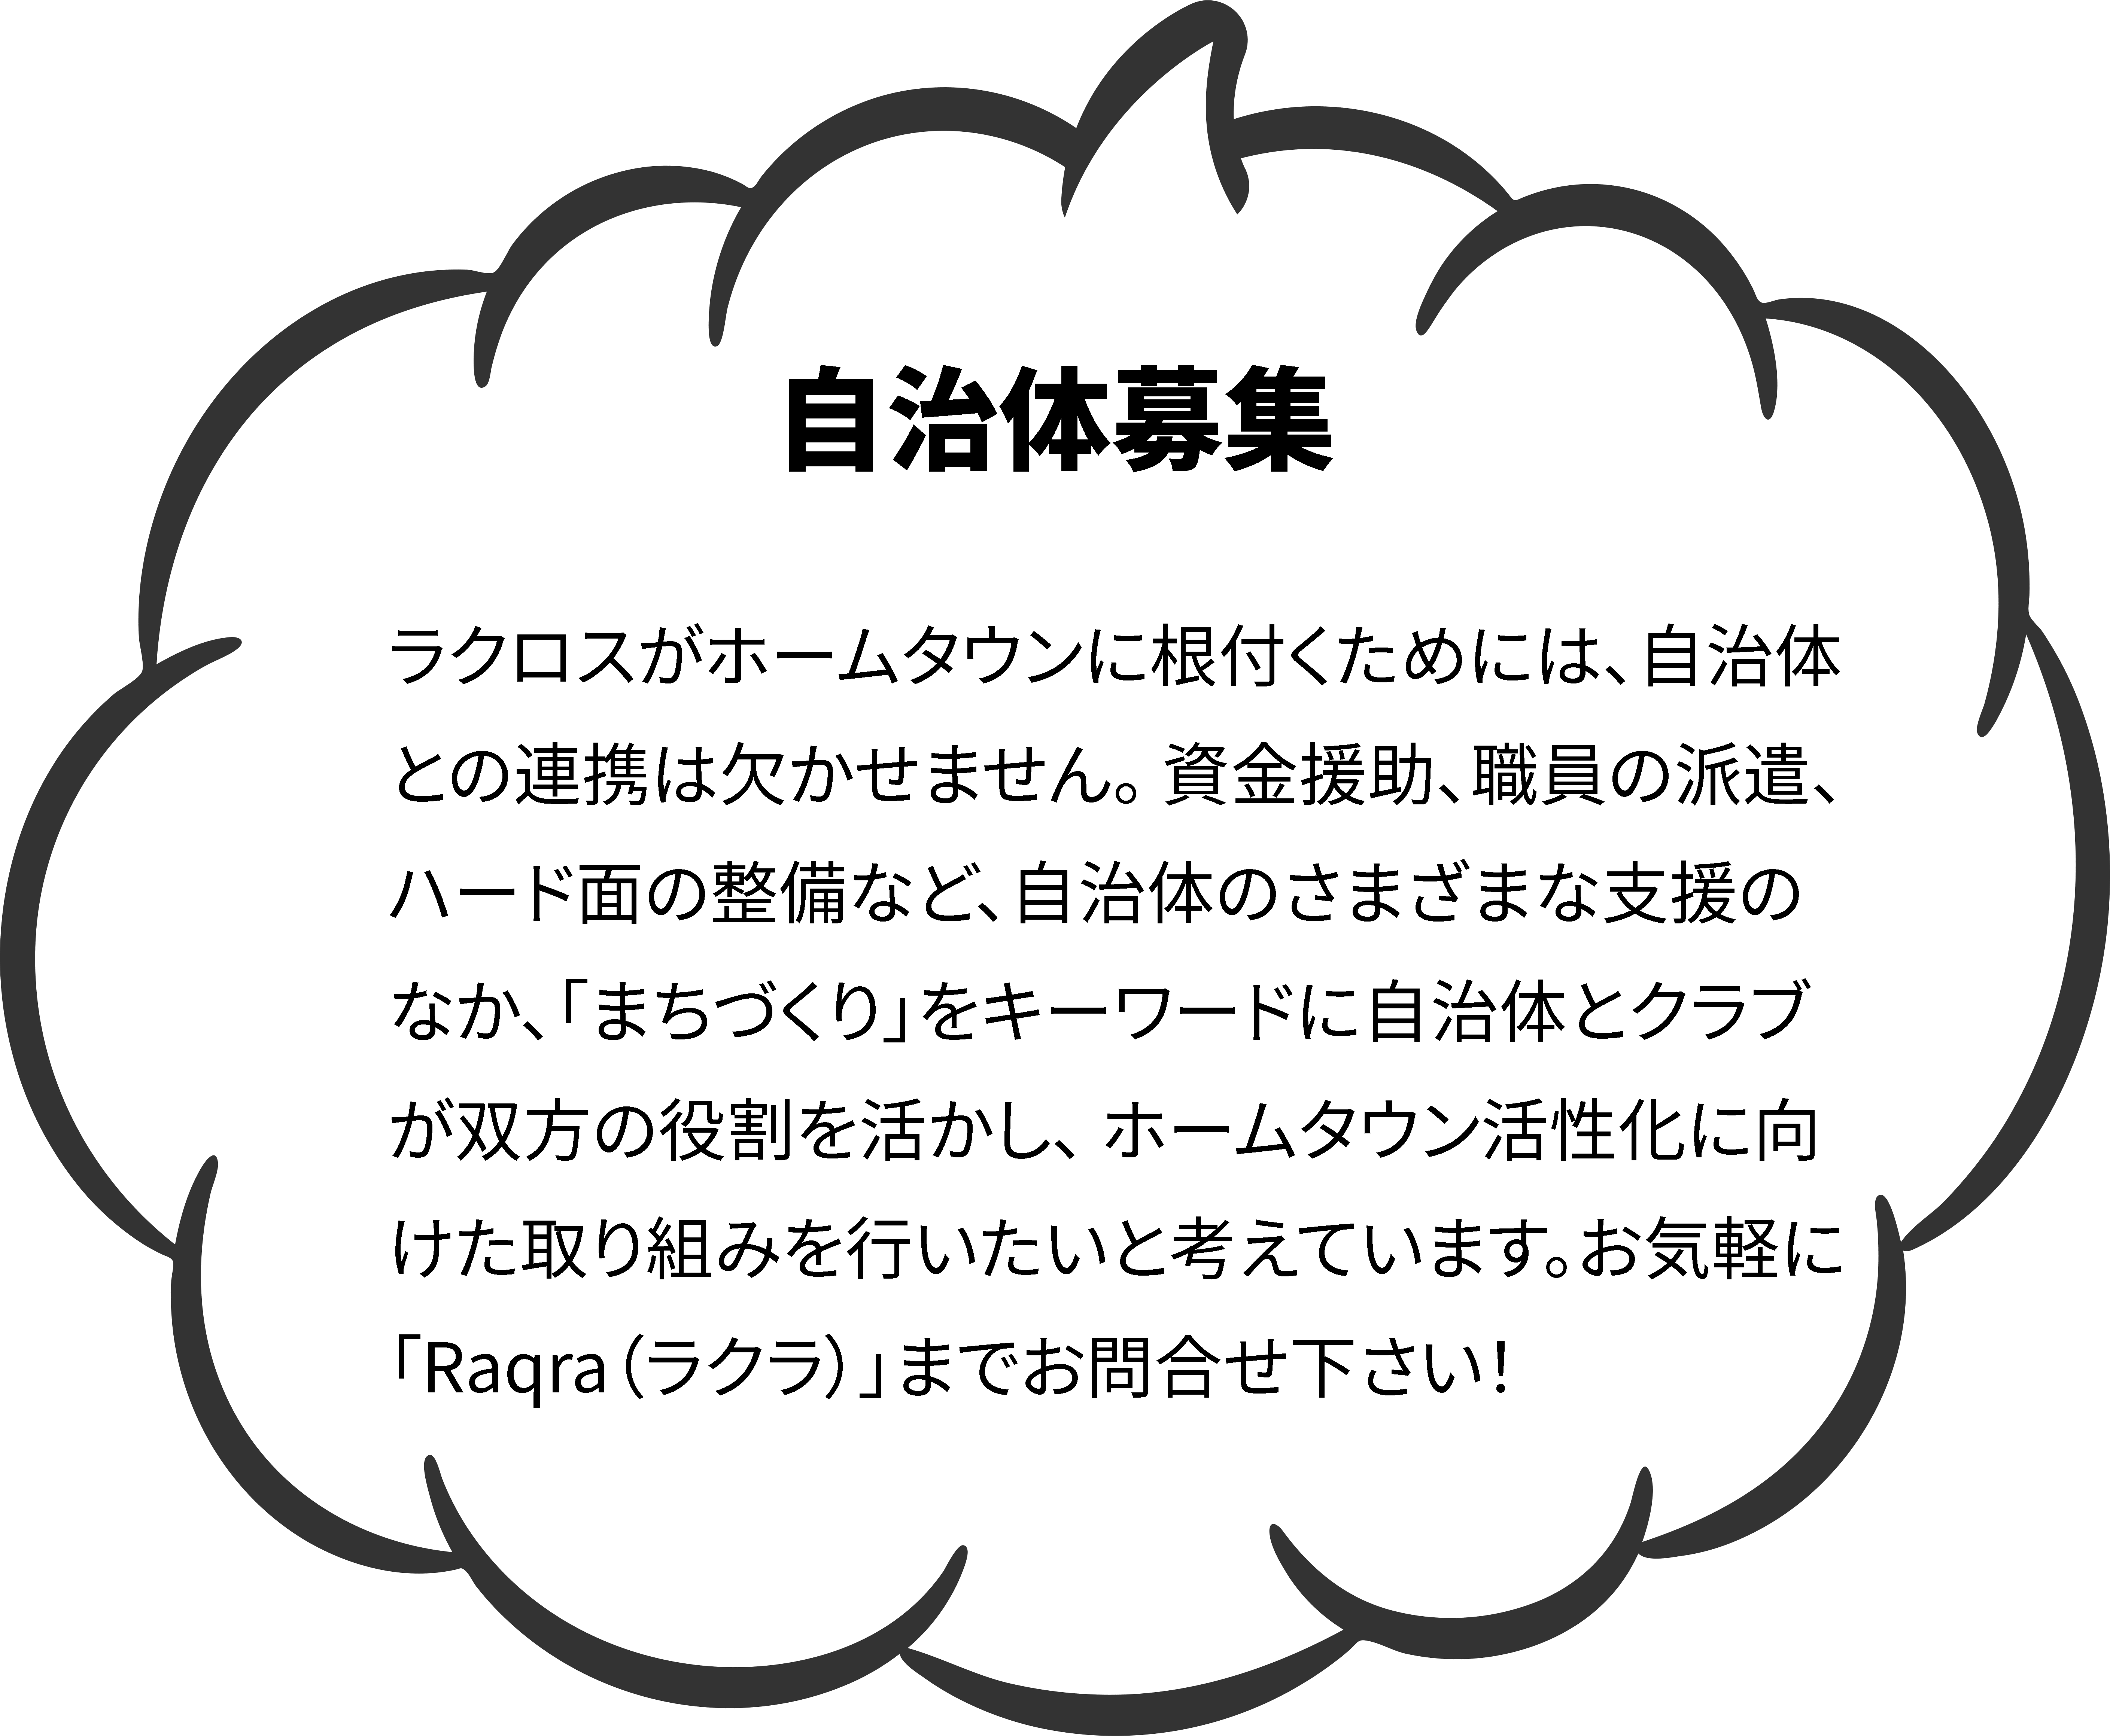 自治体募集
ラクロスがホームタウンに根付くためには、自治体
との連携は欠かせません。資金援助、職員の派遣、
ハード面の整備など、自治体のさまざまな支援の
なか、「まちづくり」をキーワードに自治体とクラブ
が双方の役割を活かし、ホームタウン活性化に向
けた取り組みを行いたいと考えています。お気軽に
「Raqra（ラクラ）」までお問合せ下さい！